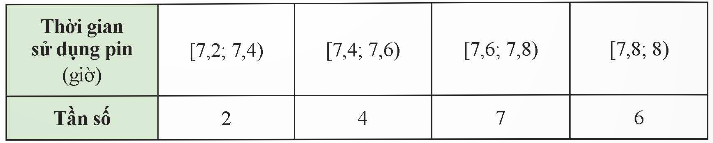 Thời gian
sử dụng pin
(giờ)
[7,2; 7,4)
[7,4; 7,6)
[7,6; 7,8)
[7,8; 8)
Tần số
2
4
7
6